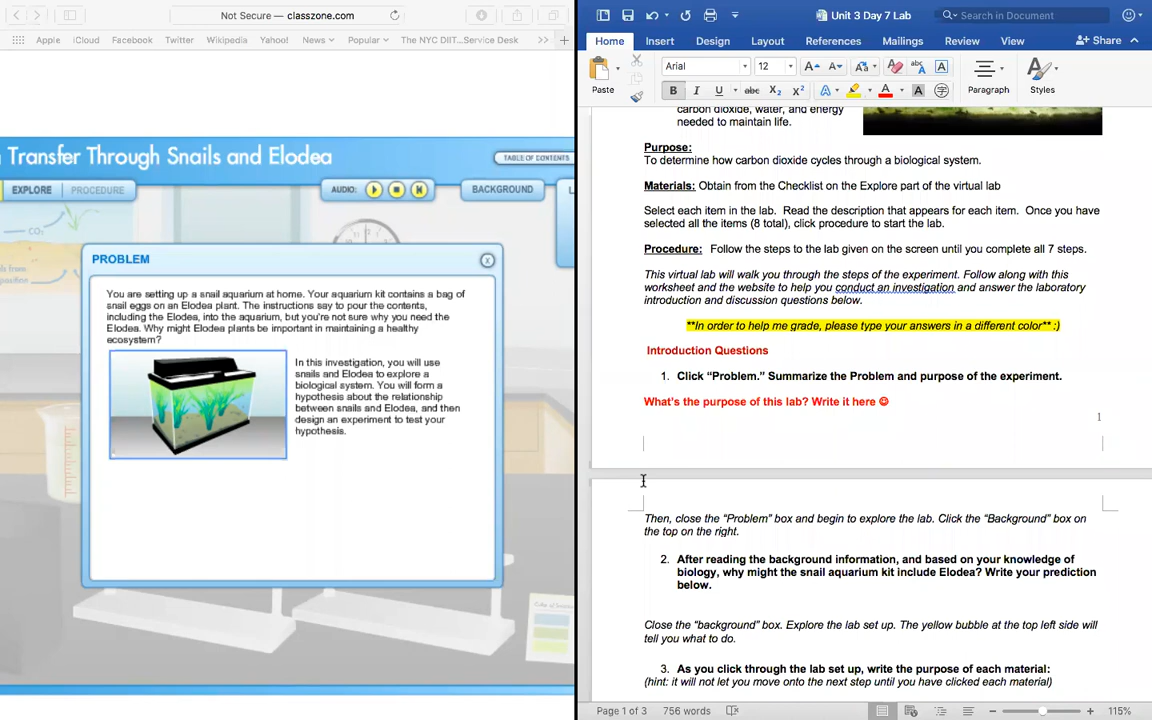 Not Secure — classzone.com
Apple iCloud Facebook Twitter Wikipedia Yahoo! News Popular The NYC DIIT...Service Desk >> +
Transfer Through Snails and Elodea
TABLE OF CONTENTS
EXPLORE PROCEDURE AUDIO: BACKGROUND
CO₂
PROBLEM
X
You are setting up a snail aquarium at home. Your aquarium kit contains a bag of
snail eggs on an Elodea plant. The instructions say to pour the contents,
including the Elodea, into the aquarium, but you're not sure why you need the
Elodea. Why might Elodea plants be important in maintaining a healthy
ecosystem?
In this investigation, you will use
snails and Elodea to explore a
biological system. You will form a
hypothesis about the relationship
between snails and Elodea, and then
design an experiment to test your
hypothesis.
Unit 3 Day 7 Lab
Search in Document
Home Insert Design Layout References Mailings Review View Share
Paste
Arial 12
B I U abc X₂ X² A A A
Paragraph Styles
carbon dioxide, water, and energy
needed to maintain life.
Purpose:
To determine how carbon dioxide cycles through a biological system.
Materials: Obtain from the Checklist on the Explore part of the virtual lab
Select each item in the lab. Read the description that appears for each item. Once you have
selected all the items (8 total), click procedure to start the lab.
Procedure: Follow the steps to the lab given on the screen until you complete all 7 steps.
This virtual lab will walk you through the steps of the experiment. Follow along with this
worksheet and the website to help you conduct an investigation and answer the laboratory
introduction and discussion questions below.
**In order to help me grade, please type your answers in a different color** :)
Introduction Questions
1. Click “Problem.” Summarize the Problem and purpose of the experiment.
What's the purpose of this lab? Write it here ☺
1
Then, close the “Problem” box and begin to explore the lab. Click the “Background” box on
the top on the right.
2. After reading the background information, and based on your knowledge of
biology, why might the snail aquarium kit include Elodea? Write your prediction
below.
Close the “background” box. Explore the lab set up. The yellow bubble at the top left side will
tell you what to do.
3. As you click through the lab set up, write the purpose of each material:
(hint: it will not let you move onto the next step until you have clicked each material)
Page 1 of 3 756 words 115%